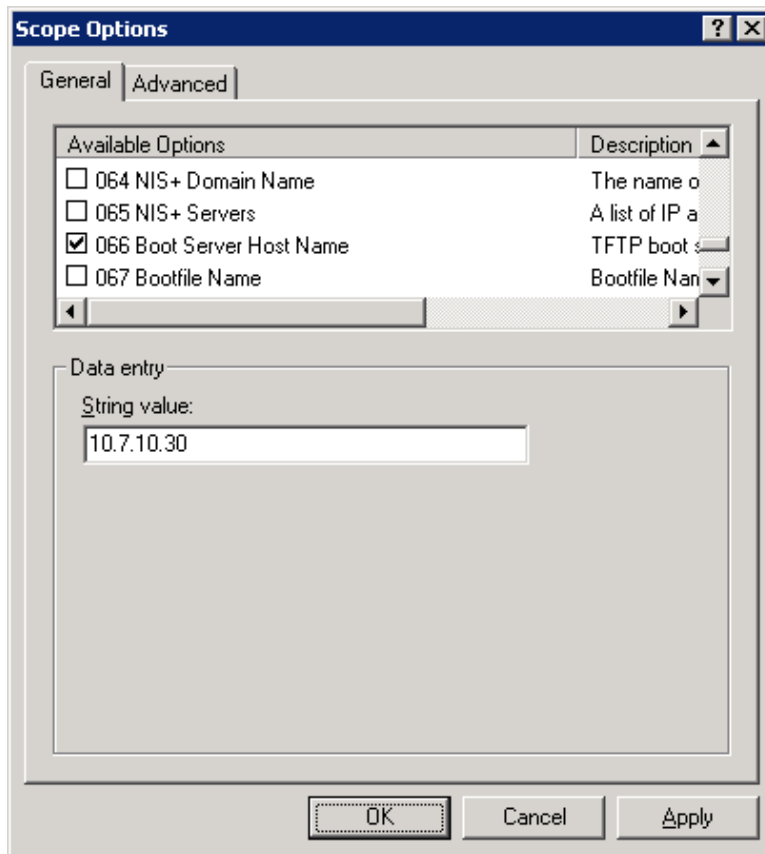 Scope Options
General Advanced
Available Options Description
064 NIS+ Domain Name The name o
065 NIS+ Servers A list of IP a
066 Boot Server Host Name TFTP boot s
067 Bootfile Name Bootfile Nan
Data entry
String value:
10.7.10.30
OK Cancel Apply